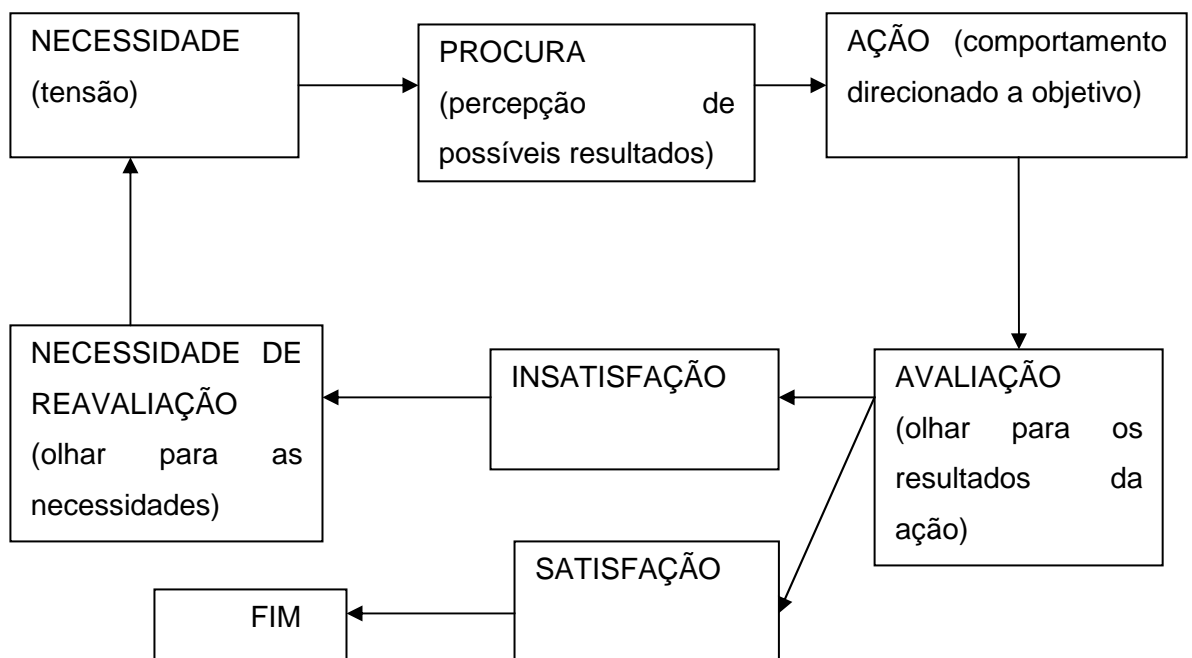 NECESSIDADE
(tensão)
PROCURA
(percepção de
possíveis resultados)
AÇÃO (comportamento
direcionado a objetivo)
NECESSIDADE DE
REAVALIAÇÃO
(olhar para as
necessidades)
INSATISFAÇÃO
AVALIAÇÃO
(olhar para os
resultados da
ação)
SATISFAÇÃO
FIM